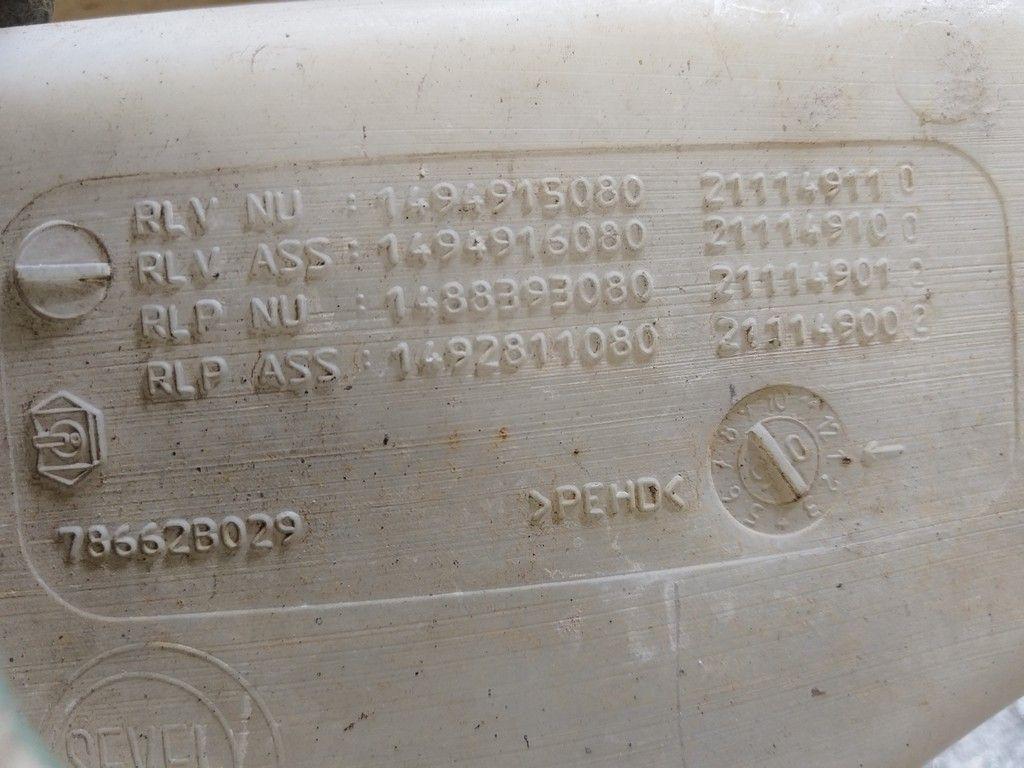 RLV NU : 1494915080 21114911 0
RLV ASS : 1494916080 21114910 0
RLP NU : 1488393080 21114901 2
RLP ASS : 1492811080 21114900 2
>PEHD<
78662B029